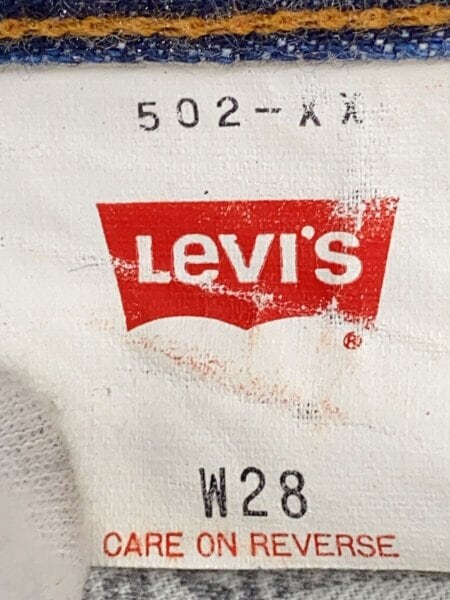 502-XX
Levi's
®
W28
CARE ON REVERSE